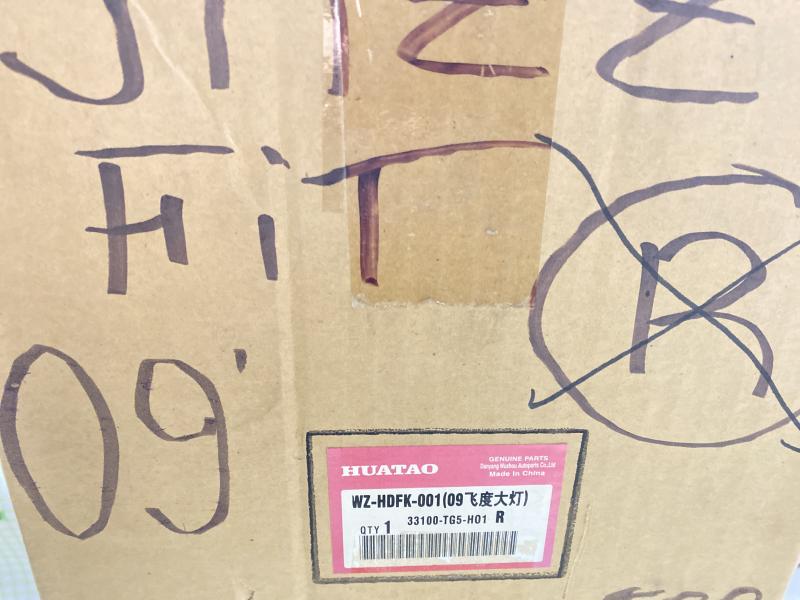 FiT
R
09'
HUATAO
GENUINE PARTS
Danyang Wuzhou Autoparts Co.,Ltd
Made In China
WZ-HDFK-001(09飞度大灯)
QTY 1 33100-TG5-H01 R